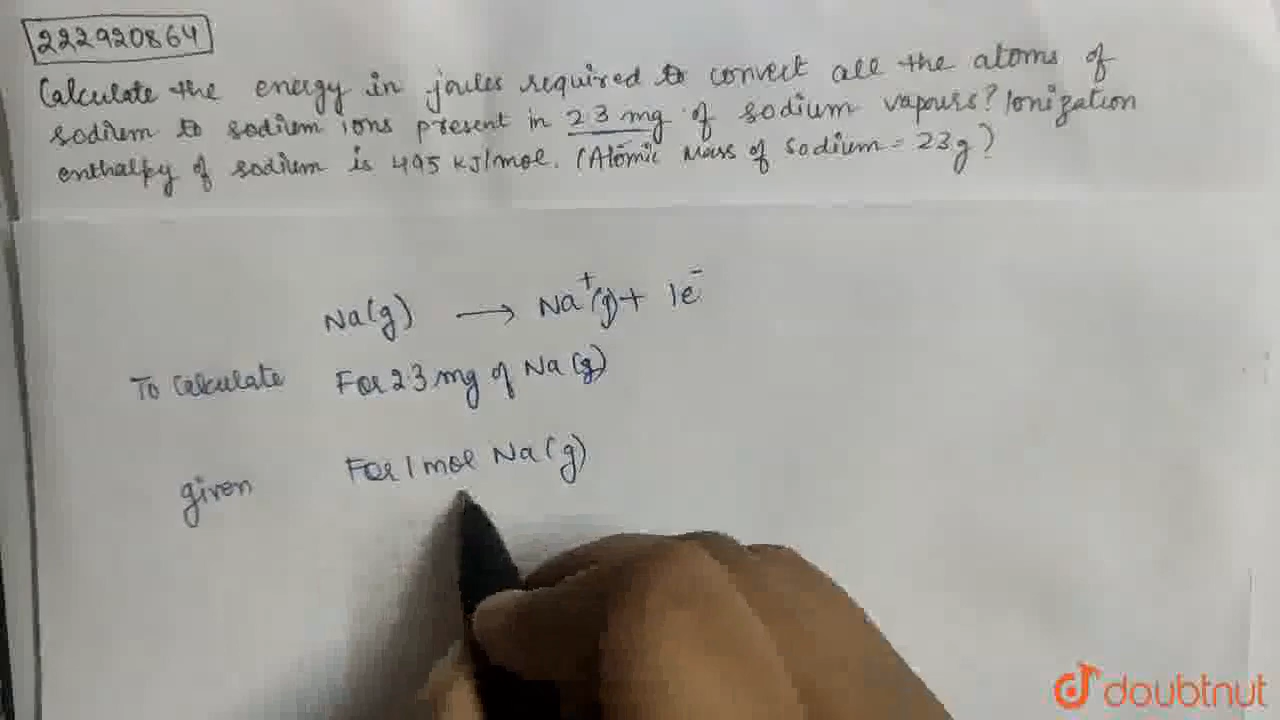 222920864
Calculate the energy in joules required to convert all the atoms of
sodium to sodium ions present in 23 mg of sodium vapours? Ionization
enthalpy of sodium is 495 KJ/mol. (Atomic Mass of Sodium = 23g)
Na(g) → Na⁺(g) + 1e⁻
To Calculate For 23 mg of Na(g)
given For 1 mol Na(g)
doubtnut